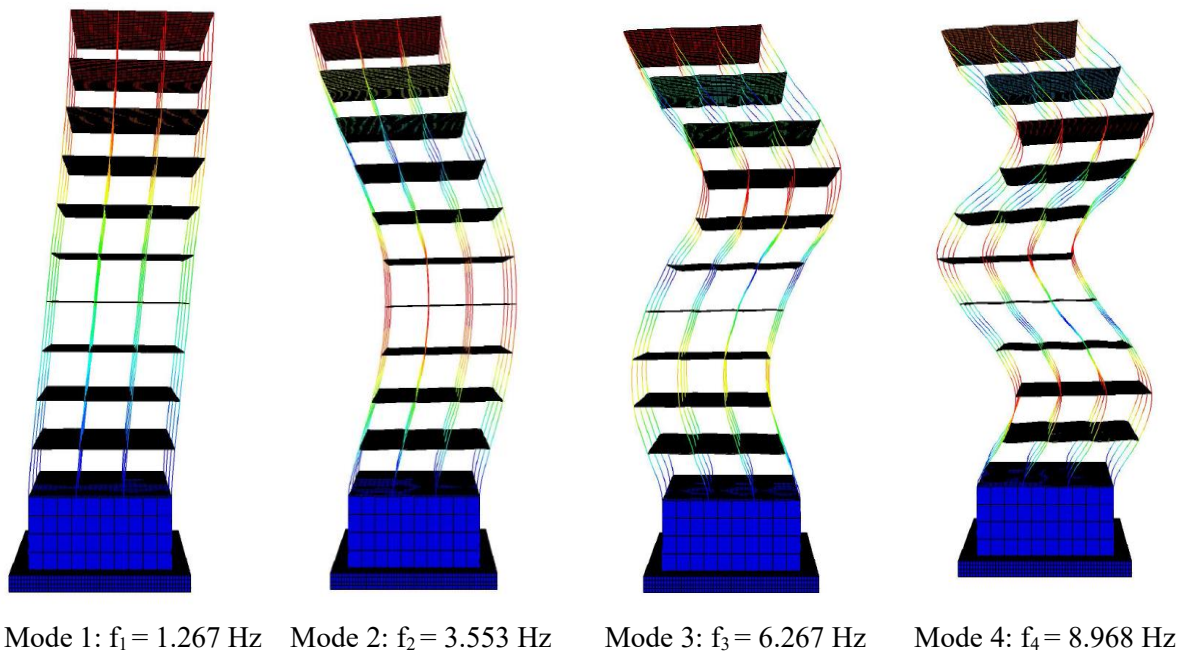 Mode 1: f₁ = 1.267 Hz Mode 2: f₂ = 3.553 Hz Mode 3: f₃ = 6.267 Hz Mode 4: f₄ = 8.968 Hz